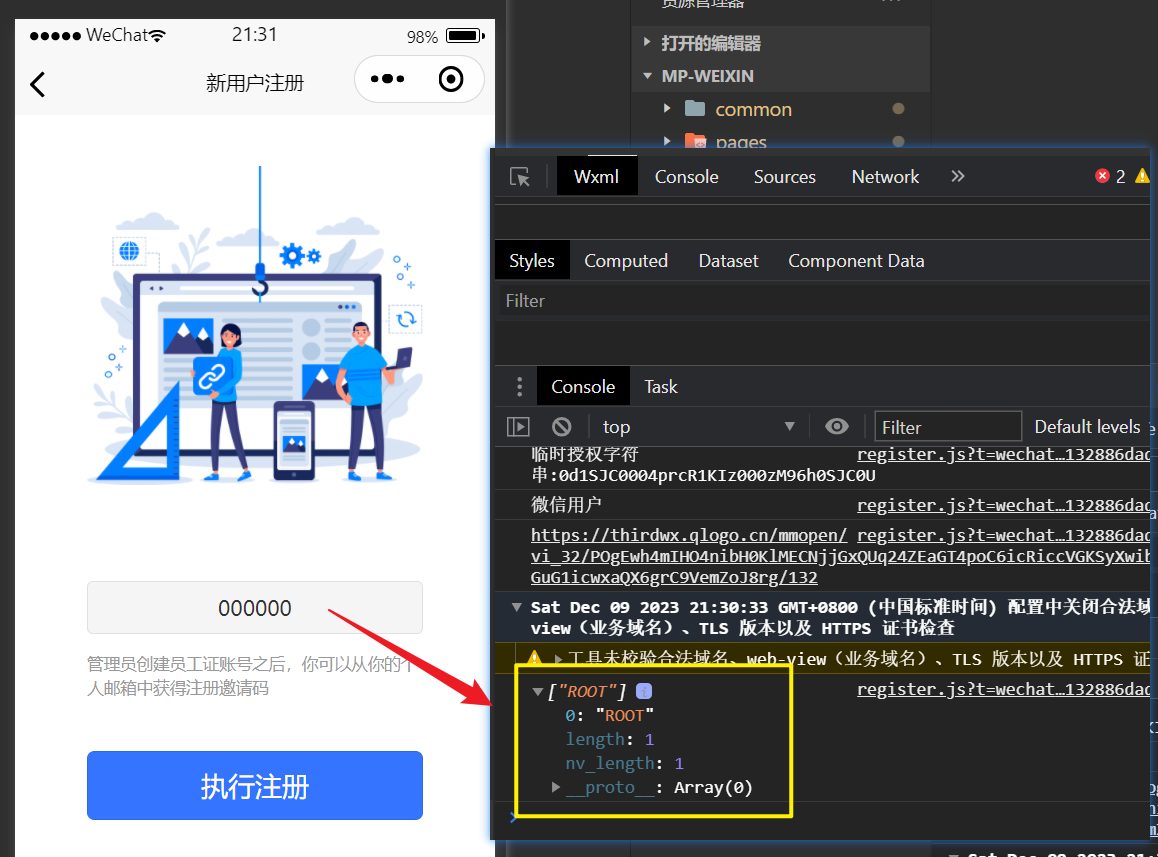 WeChat 21:31 98%
新用户注册
000000
管理员创建员工证账号之后，你可以从你的个
人邮箱中获得注册邀请码
执行注册
资源管理器
打开的编辑器
MP-WEIXIN
common
pages
Wxml Console Sources Network » 2
Styles Computed Dataset Component Data
Filter
Console Task
top Filter Default levels
临时授权字符 register.js?t=wechat…132886dad
串:0d1SJC0004prcR1KIz000zM96h0SJC0U
微信用户 register.js?t=wechat…132886dad
https://thirdwx.qlogo.cn/mmopen/ register.js?t=wechat…132886dad
vi_32/POgEwh4mIHO4nibH0KlMECNjjGxQUq24ZEaGT4poC6icRiccVGKSyXwib
GuG1icwxaQX6grC9VemZoJ8rg/132
Sat Dec 09 2023 21:30:33 GMT+0800 (中国标准时间) 配置中关闭合法域
view（业务域名）、TLS 版本以及 HTTPS 证书检查
工具未校验合法域名、web-view（业务域名）、TLS 版本以及 HTTPS 证
["ROOT"] register.js?t=wechat…132886dad
0: "ROOT"
length: 1
nv_length: 1
__proto__: Array(0)